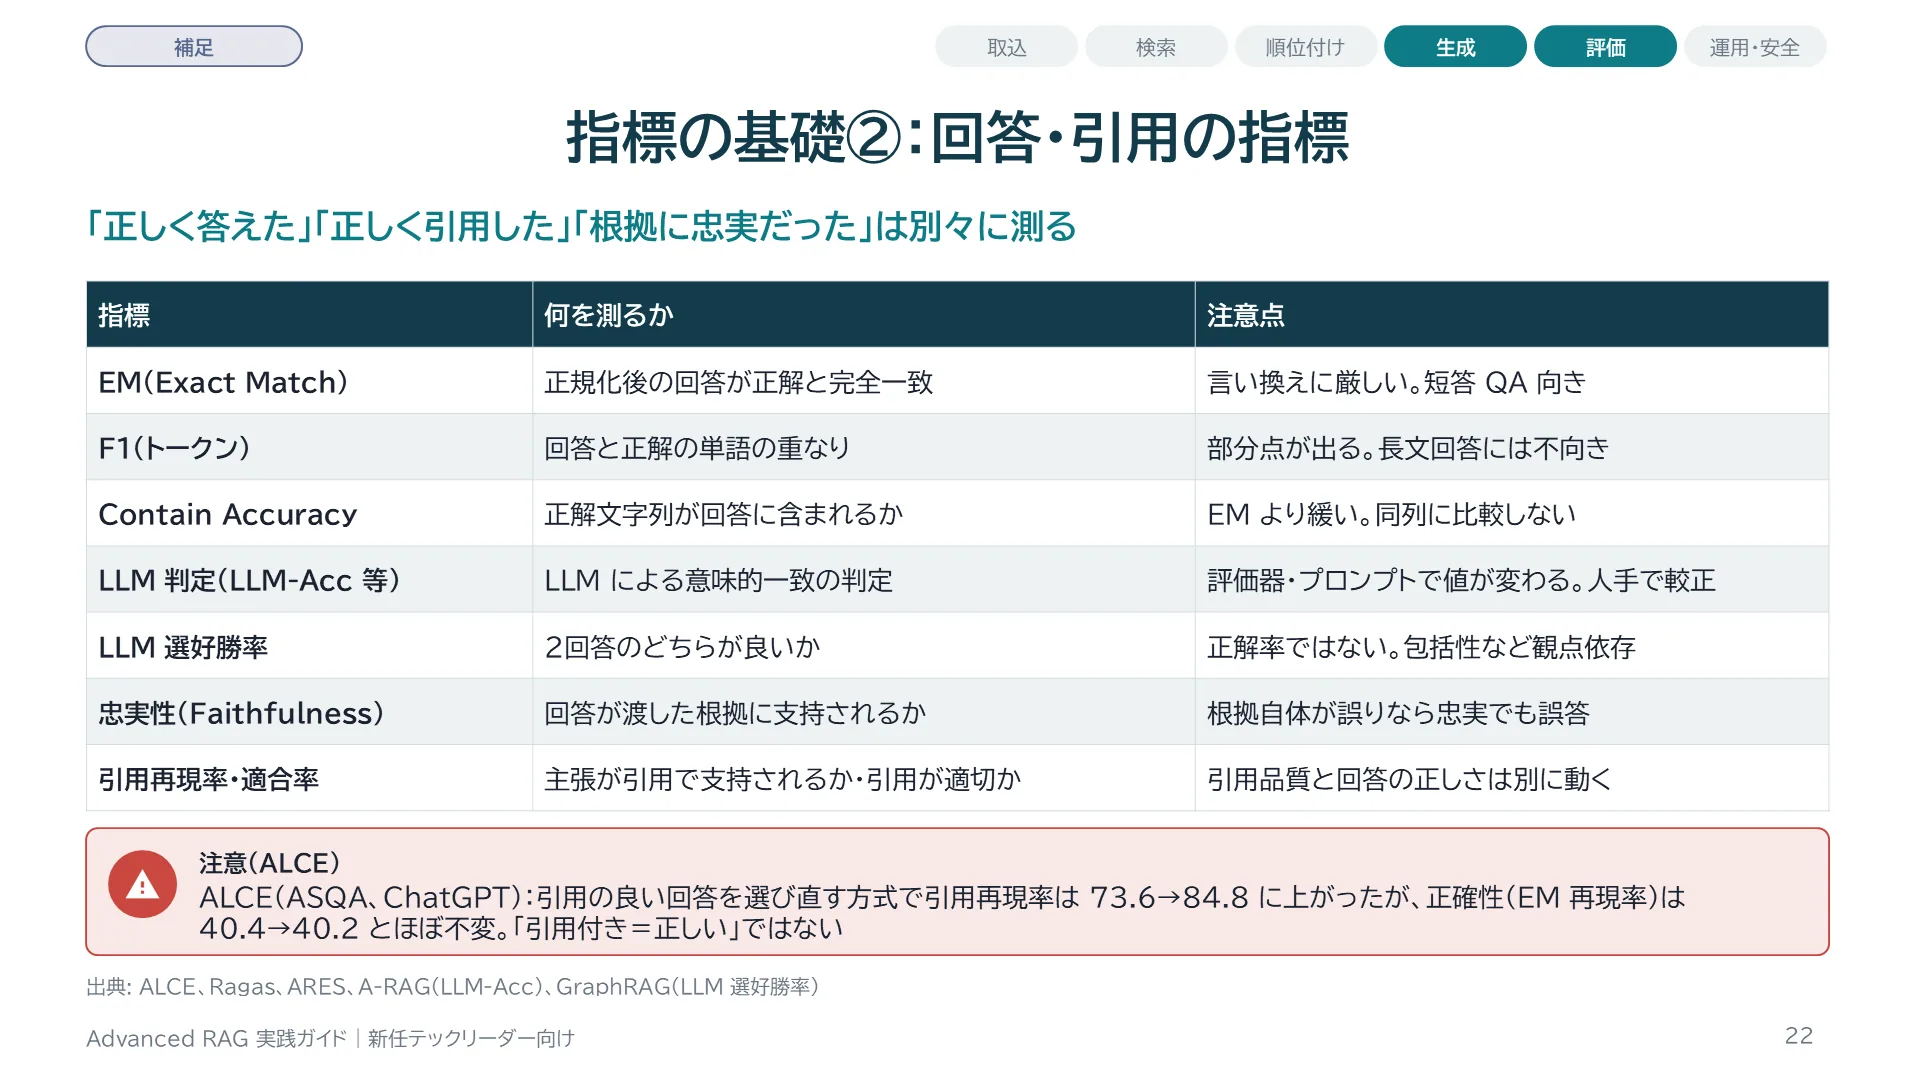 補足
取込
検索
順位付け
生成
評価
運用・安全
指標の基礎②：回答・引用の指標
「正しく答えた」「正しく引用した」「根拠に忠実だった」は別々に測る
指標 何を測るか 注意点
EM（Exact Match） 正規化後の回答が正解と完全一致 言い換えに厳しい。短答 QA 向き
F1（トークン） 回答と正解の単語の重なり 部分点が出る。長文回答には不向き
Contain Accuracy 正解文字列が回答に含まれるか EM より緩い。同列に比較しない
LLM 判定（LLM-Acc 等） LLM による意味的一致の判定 評価器・プロンプトで値が変わる。人手で較正
LLM 選好勝率 2回答のどちらが良いか 正解率ではない。包括性など観点依存
忠実性（Faithfulness） 回答が渡した根拠に支持されるか 根拠自体が誤りなら忠実でも誤答
引用再現率・適合率 主張が引用で支持されるか・引用が適切か 引用品質と回答の正しさは別に動く
注意（ALCE）
ALCE（ASQA、ChatGPT）：引用の良い回答を選び直す方式で引用再現率は 73.6→84.8 に上がったが、正確性（EM 再現率）は
40.4→40.2 とほぼ不変。「引用付き＝正しい」ではない
出典: ALCE、Ragas、ARES、A-RAG（LLM-Acc）、GraphRAG（LLM 選好勝率）
Advanced RAG 実践ガイド｜新任テックリーダー向け
22